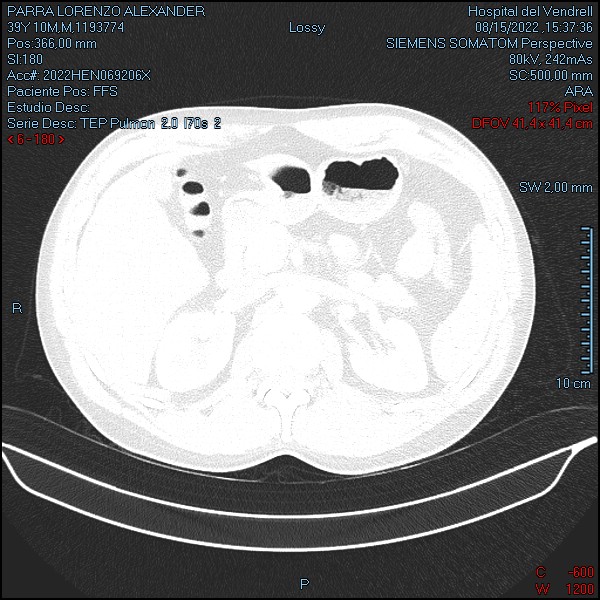 PARRA LORENZO ALEXANDER
39Y 10M,M,1193774
Pos:366,00 mm
SI:180
Acc#: 2022HEN069206X
Paciente Pos: FFS
Estudio Desc:
Serie Desc: TEP Pulmon 2.0 I70s 2
< 6 - 180 >
Lossy
Hospital del Vendrell
08/15/2022 ,15:37:36
SIEMENS SOMATOM Perspective
80kV, 242mAs
SC:500,00 mm
ARA
117% Pixel
DFOV 41,4 x 41,4 cm
SW 2,00 mm
R
10 cm
P
C -600
W 1200